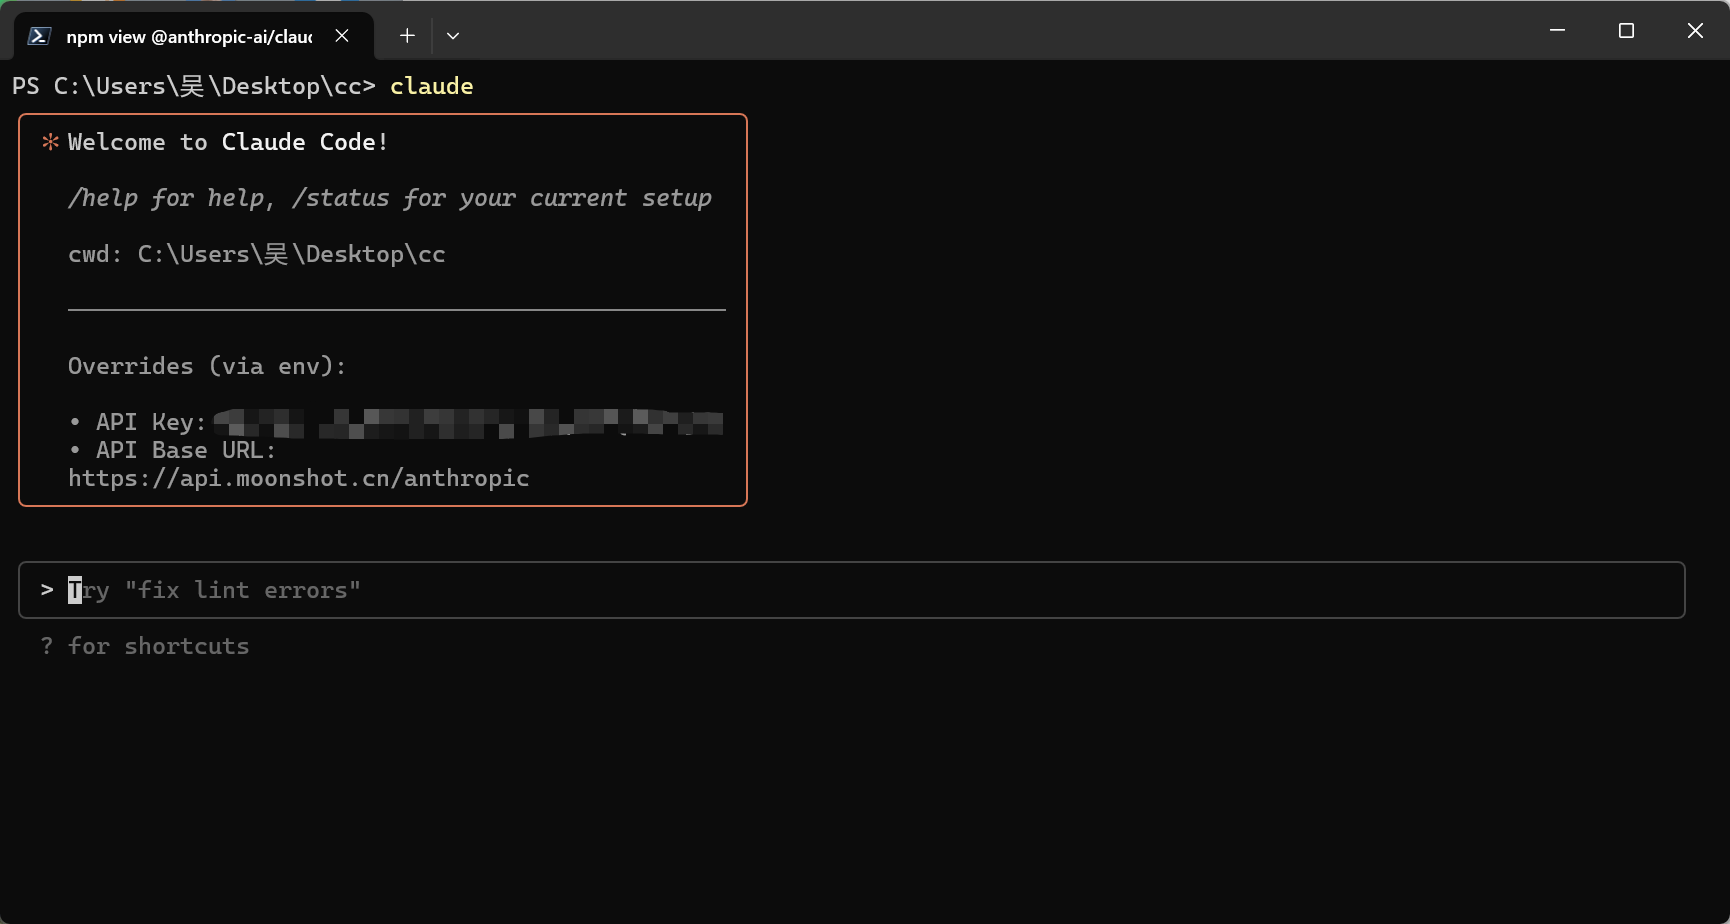 npm view @anthropic-ai/clau
PS C:\Users\吴\Desktop\cc> claude
✻ Welcome to Claude Code!
/help for help, /status for your current setup
cwd: C:\Users\吴\Desktop\cc
Overrides (via env):
• API Key:
• API Base URL:
https://api.moonshot.cn/anthropic
> Try "fix lint errors"
? for shortcuts